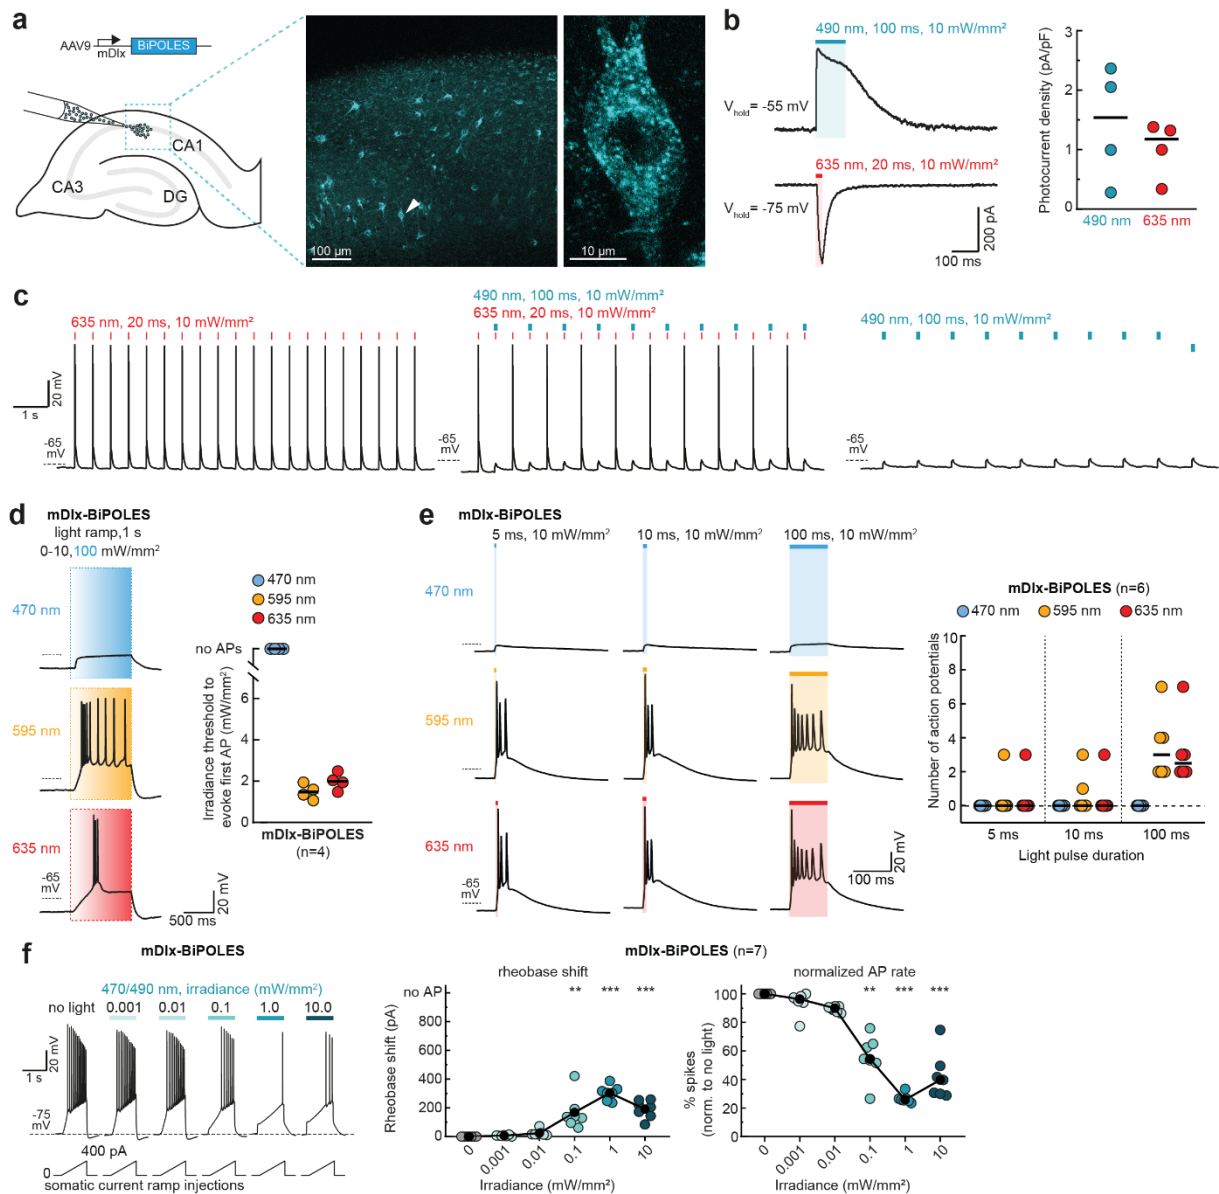 a
AAV9
mDlx
BiPOLES
CA1
CA3
DG
100 µm
10 µm
b
490 nm, 100 ms, 10 mW/mm²
Vhold= -55 mV
635 nm, 20 ms, 10 mW/mm²
Vhold= -75 mV
200 pA
100 ms
Photocurrent density (pA/pF)
3
2
1
0
490 nm
635 nm
c
635 nm, 20 ms, 10 mW/mm²
490 nm, 100 ms, 10 mW/mm²
635 nm, 20 ms, 10 mW/mm²
490 nm, 100 ms, 10 mW/mm²
20 mV
1 s
-65 mV
-65 mV
-65 mV
d
mDlx-BiPOLES
light ramp,1 s
0-10,100 mW/mm²
470 nm
595 nm
635 nm
-65 mV
20 mV
500 ms
470 nm
595 nm
635 nm
no APs
Irradiance threshold to
evoke first AP (mW/mm²)
6
4
2
0
mDlx-BiPOLES
(n=4)
e
mDlx-BiPOLES
5 ms, 10 mW/mm²
10 ms, 10 mW/mm²
100 ms, 10 mW/mm²
470 nm
595 nm
635 nm
-65 mV
20 mV
100 ms
mDlx-BiPOLES (n=6)
470 nm
595 nm
635 nm
Number of action potentials
10
8
6
4
2
0
5 ms
10 ms
100 ms
Light pulse duration
f
mDlx-BiPOLES
470/490 nm, irradiance (mW/mm²)
no light
0.001
0.01
0.1
1.0
10.0
20 mV
1 s
-75 mV
400 pA
0
somatic current ramp injections
mDlx-BiPOLES (n=7)
rheobase shift
** *** ***
Rheobase shift (pA)
no AP
800
600
400
200
0
0
0.001
0.01
0.1
1
10
Irradiance (mW/mm²)
normalized AP rate
** *** ***
% spikes
(norm. to no light)
100
80
60
40
20
0
0
0.001
0.01
0.1
1
10
Irradiance (mW/mm²)